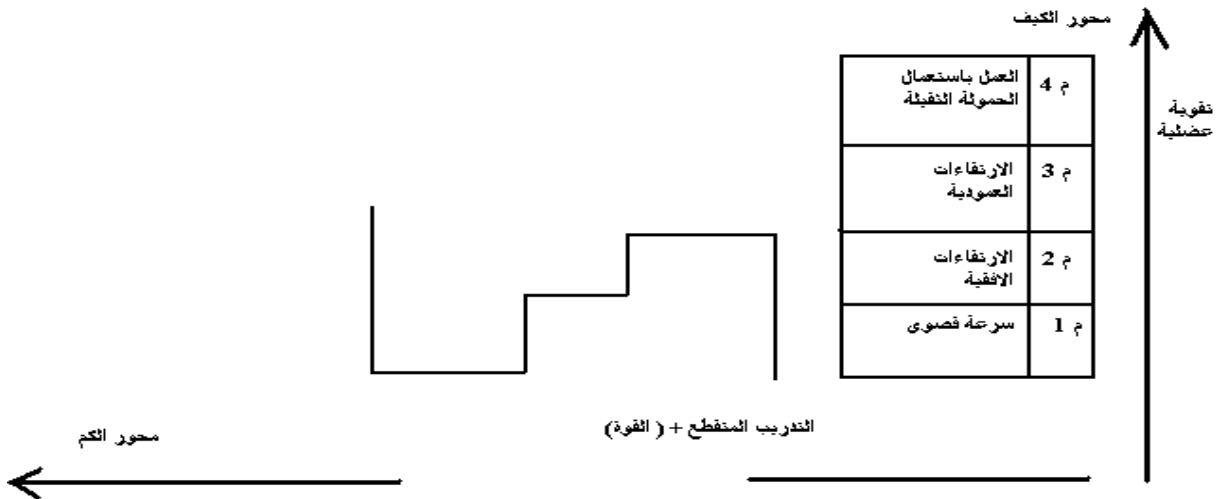 محور الكيف
تقوية
عضلية
م 4
العمل باستعمال
الحمولة الثقيلة
م 3
الارتقاءات
العمودية
م 2
الارتقاءات
الافقية
م 1
سرعة قصوى
التدريب المتقطع + ( القوة)
محور الكم